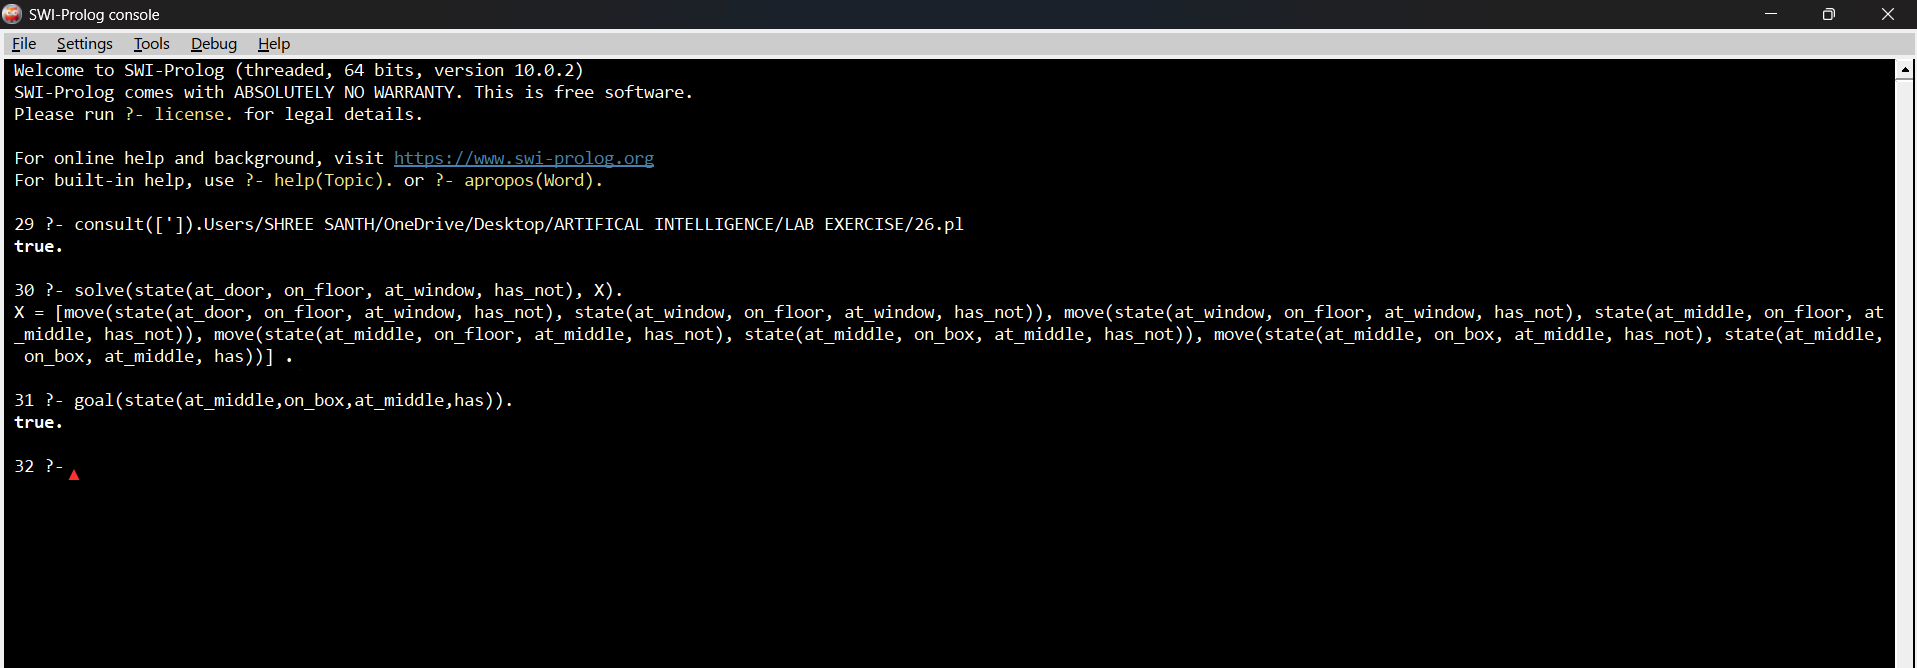 SWI-Prolog console
File Settings Tools Debug Help
Welcome to SWI-Prolog (threaded, 64 bits, version 10.0.2)
SWI-Prolog comes with ABSOLUTELY NO WARRANTY. This is free software.
Please run ?- license. for legal details.
For online help and background, visit https://www.swi-prolog.org
For built-in help, use ?- help(Topic). or ?- apropos(Word).
29 ?- consult([']).Users/SHREE SANTH/OneDrive/Desktop/ARTIFICAL INTELLIGENCE/LAB EXERCISE/26.pl
true.
30 ?- solve(state(at_door, on_floor, at_window, has_not), X).
X = [move(state(at_door, on_floor, at_window, has_not), state(at_window, on_floor, at_window, has_not)), move(state(at_window, on_floor, at_window, has_not), state(at_middle, on_floor, at
_middle, has_not)), move(state(at_middle, on_floor, at_middle, has_not), state(at_middle, on_box, at_middle, has_not)), move(state(at_middle, on_box, at_middle, has_not), state(at_middle,
on_box, at_middle, has))] .
31 ?- goal(state(at_middle,on_box,at_middle,has)).
true.
32 ?-